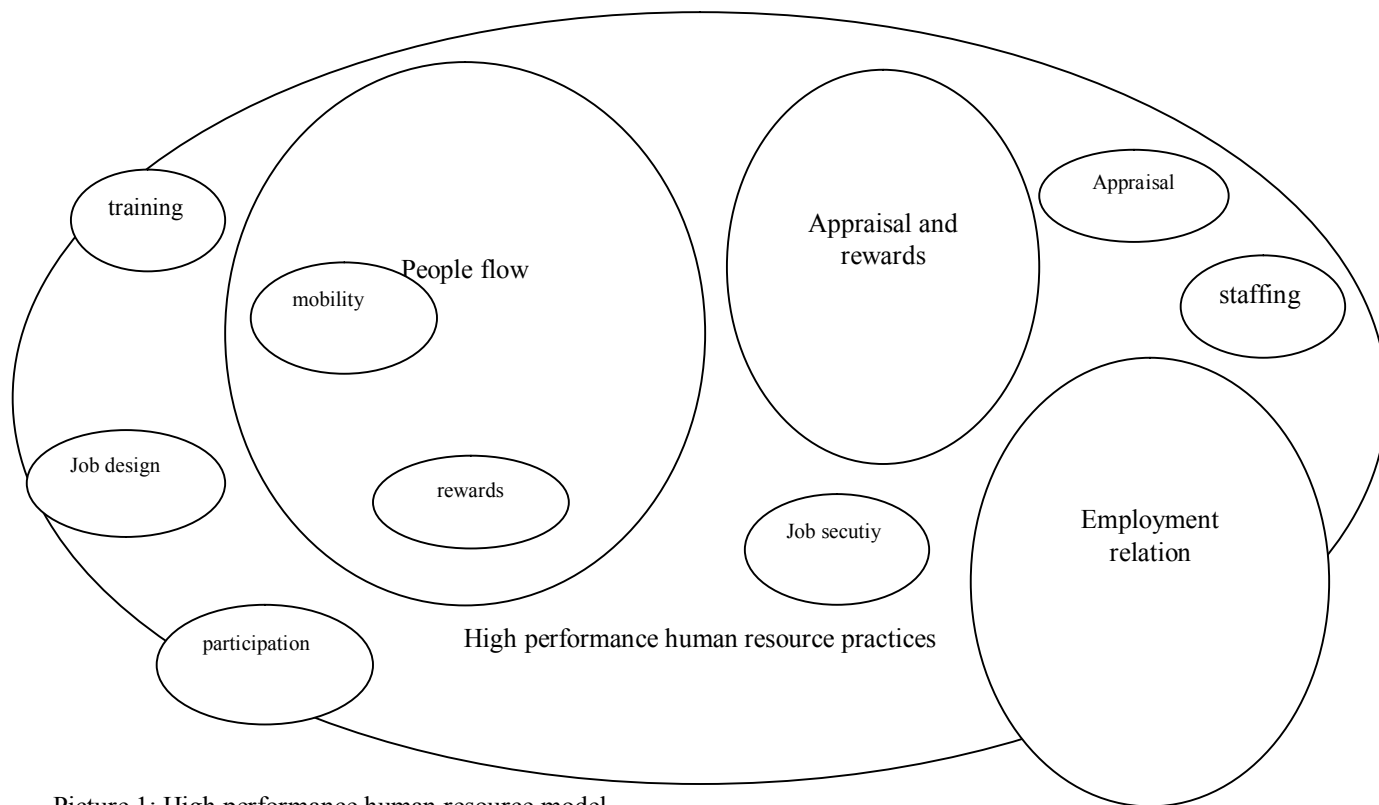 training
People flow
mobility
Appraisal and
rewards
Appraisal
staffing
Job design
rewards
Job secutiy
Employment
relation
participation
High performance human resource practices
Picture 1: High performance human resource model